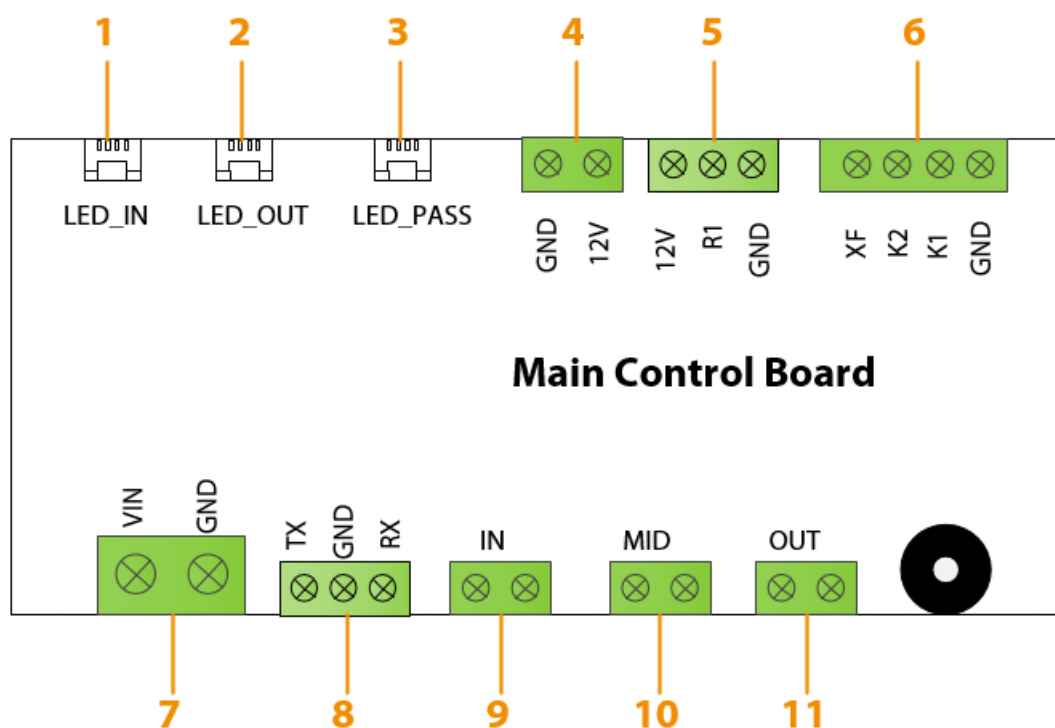 1 2 3 4 5 6
LED_IN LED_OUT LED_PASS
GND 12V 12V R1 GND XF K2 K1 GND
Main Control Board
VIN GND TX GND RX IN MID OUT
7 8 9 10 11